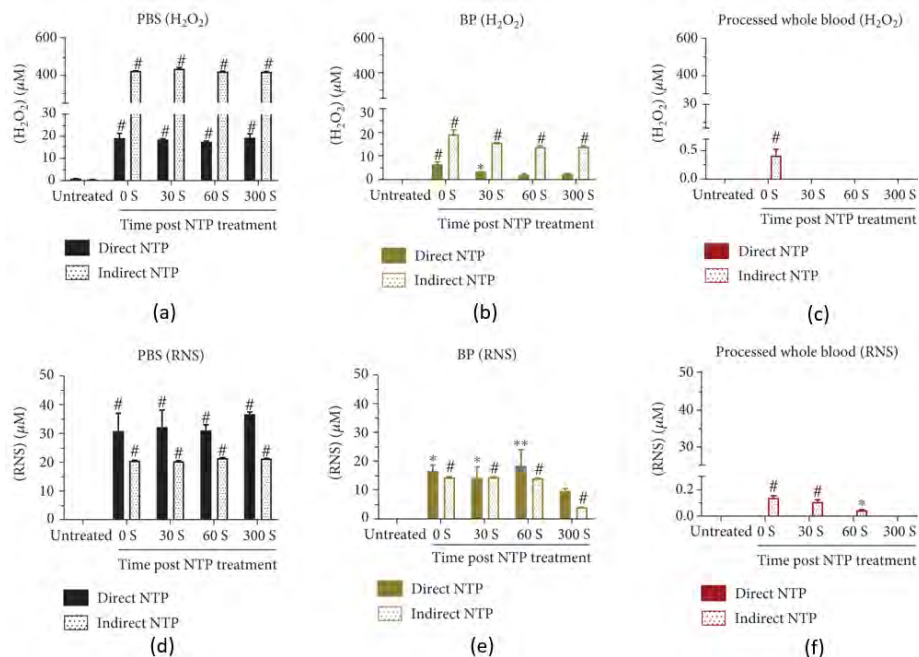 PBS (H₂O₂)
(H₂O₂) (μM)
600
400
200
30
20
10
0
# # # #
# # # #
Untreated 0 S 30 S 60 S 300 S
Time post NTP treatment
Direct NTP
Indirect NTP
(a)
BP (H₂O₂)
(H₂O₂) (μM)
600
400
200
20
15
10
5
0
# # # #
# *
Untreated 0 S 30 S 60 S 300 S
Time post NTP treatment
Direct NTP
Indirect NTP
(b)
Processed whole blood (H₂O₂)
(H₂O₂) (μM)
600
400
200
30
0.5
0.0
#
Untreated 0 S 30 S 60 S 300 S
Time post NTP treatment
Direct NTP
Indirect NTP
(c)
PBS (RNS)
(RNS) (μM)
50
40
30
20
10
0
# # # #
# # # #
Untreated 0 S 30 S 60 S 300 S
Time post NTP treatment
Direct NTP
Indirect NTP
(d)
BP (RNS)
(RNS) (μM)
50
40
30
20
10
0
* # * # ** # #
Untreated 0 S 30 S 60 S 300 S
Time post NTP treatment
Direct NTP
Indirect NTP
(e)
Processed whole blood (RNS)
(RNS) (μM)
50
40
30
20
0.2
0.0
# # *
Untreated 0 S 30 S 60 S 300 S
Time post NTP treatment
Direct NTP
Indirect NTP
(f)